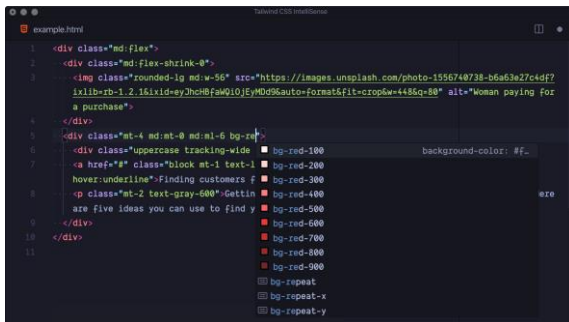 Tailwind CSS IntelliSense
example.html
1 <div class="md:flex">
2 <div class="md:flex-shrink-0">
3 <img class="rounded-lg md:w-56" src="https://images.unsplash.com/photo-1556740738-b6a63e27c4df?
ixlib=rb-1.2.1&ixid=eyJhcHBfaWQiOjEyMDd9&auto=format&fit=crop&w=448&q=80" alt="Woman paying for
a purchase">
4 </div>
5 <div class="mt-4 md:mt-0 md:ml-6 bg-re">
6 <div class="uppercase tracking-wide
7 <a href="#" class="block mt-1 text-l
hover:underline">Finding customers f
8 <p class="mt-2 text-gray-600">Gettin
ere
are five ideas you can use to find y
9 </div>
10 </div>
11
bg-red-100 background-color: #f…
bg-red-200
bg-red-300
bg-red-400
bg-red-500
bg-red-600
bg-red-700
bg-red-800
bg-red-900
bg-repeat
bg-repeat-x
bg-repeat-y